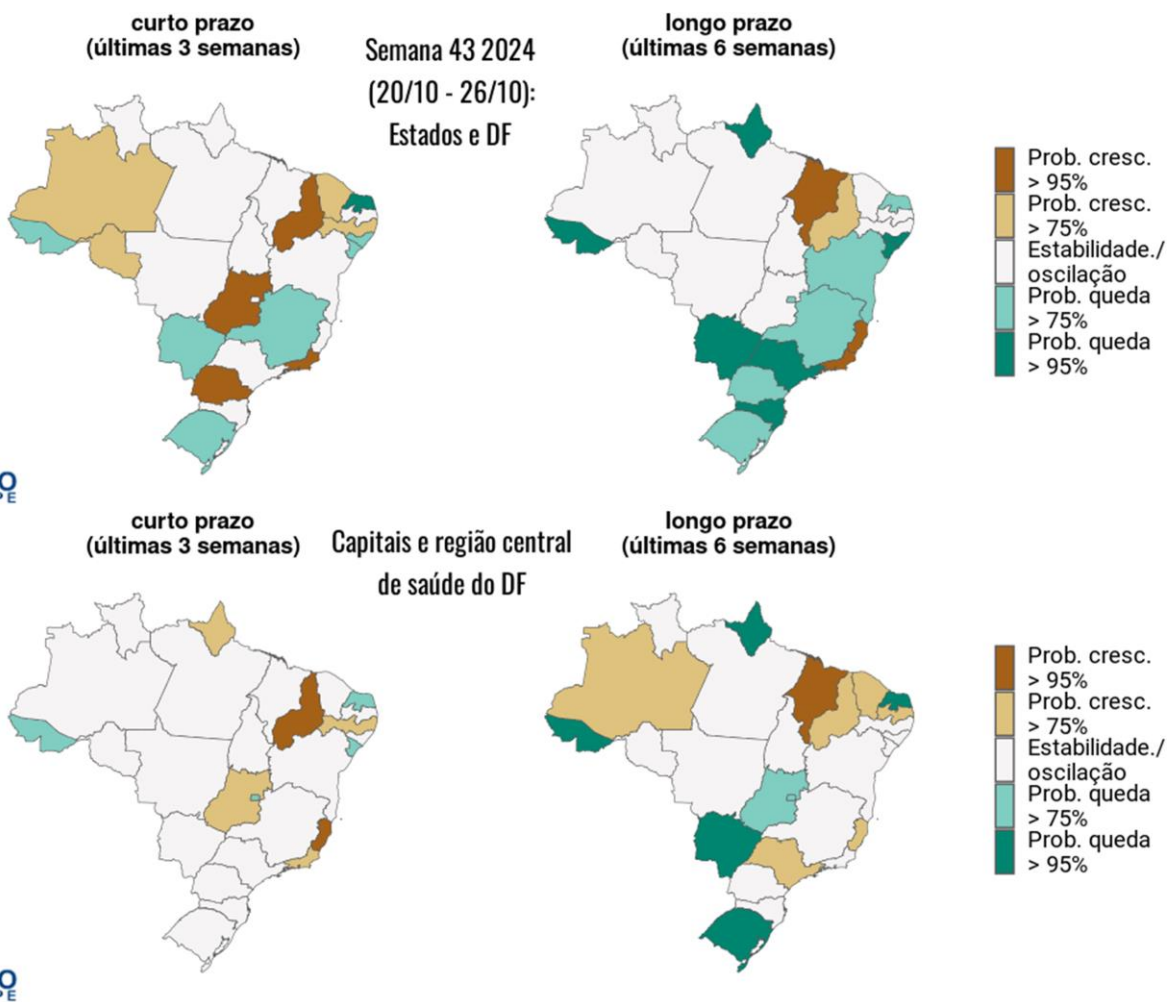 curto prazo
(últimas 3 semanas)
Semana 43 2024
(20/10 - 26/10):
Estados e DF
longo prazo
(últimas 6 semanas)
Prob. cresc.
> 95%
Prob. cresc.
> 75%
Estabilidade./
oscilação
Prob. queda
> 75%
Prob. queda
> 95%
O
PE
curto prazo
(últimas 3 semanas)
Capitais e região central
de saúde do DF
longo prazo
(últimas 6 semanas)
Prob. cresc.
> 95%
Prob. cresc.
> 75%
Estabilidade./
oscilação
Prob. queda
> 75%
Prob. queda
> 95%
O
PE